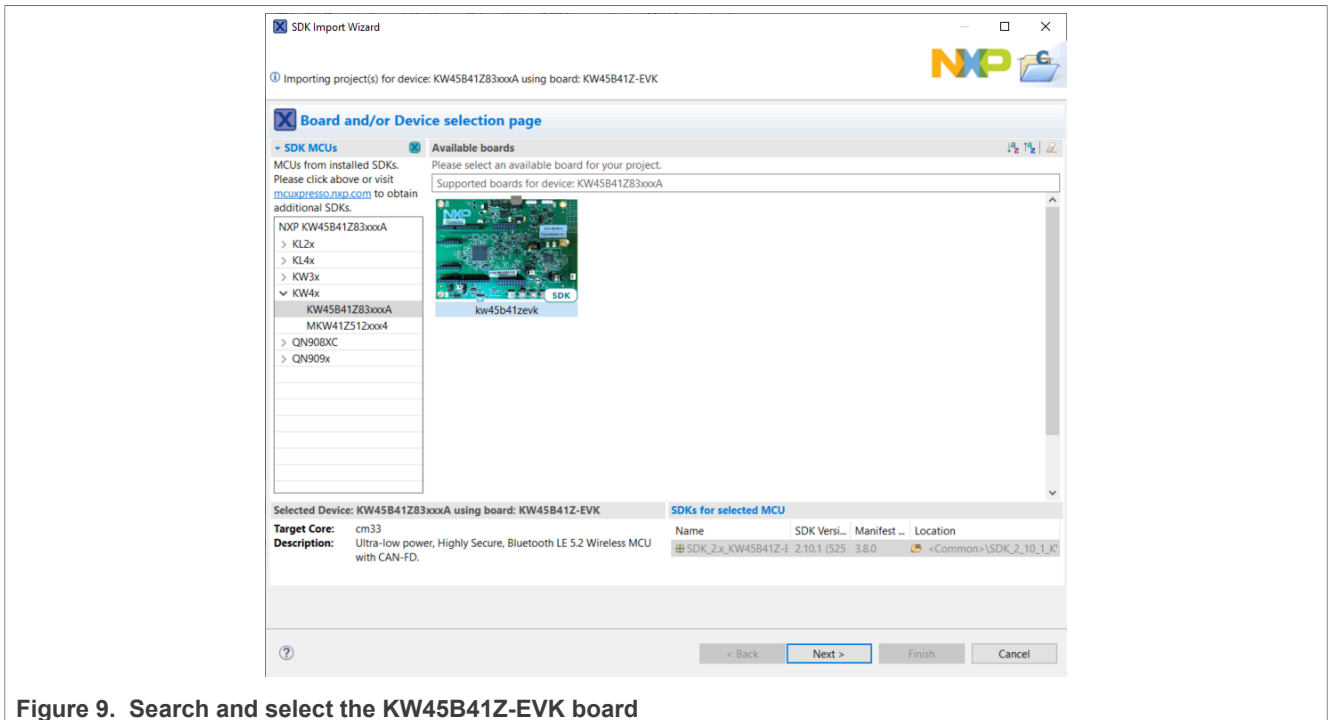 SDK Import Wizard
NXP
Importing project(s) for device: KW45B41Z83xxxA using board: KW45B41Z-EVK
Board and/or Device selection page
SDK MCUs
MCUs from installed SDKs.
Please click above or visit
mcuxpresso.nxp.com to obtain
additional SDKs.
NXP KW45B41Z83xxxA
KL2x
KL4x
KW3x
KW4x
KW45B41Z83xxxA
MKW41Z512xxx4
QN908XC
QN909x
Available boards
Please select an available board for your project.
Supported boards for device: KW45B41Z83xxxA
NXP
SDK
kw45b41zevk
Selected Device: KW45B41Z83xxxA using board: KW45B41Z-EVK
Target Core: cm33
Description: Ultra-low power, Highly Secure, Bluetooth LE 5.2 Wireless MCU
with CAN-FD.
SDKs for selected MCU
Name SDK Versi... Manifest ... Location
SDK_2.x_KW45B41Z-E 2.10.1 (525 3.8.0 <Common>\SDK_2_10_1_K
< Back Next > Finish Cancel
Figure 9. Search and select the KW45B41Z-EVK board